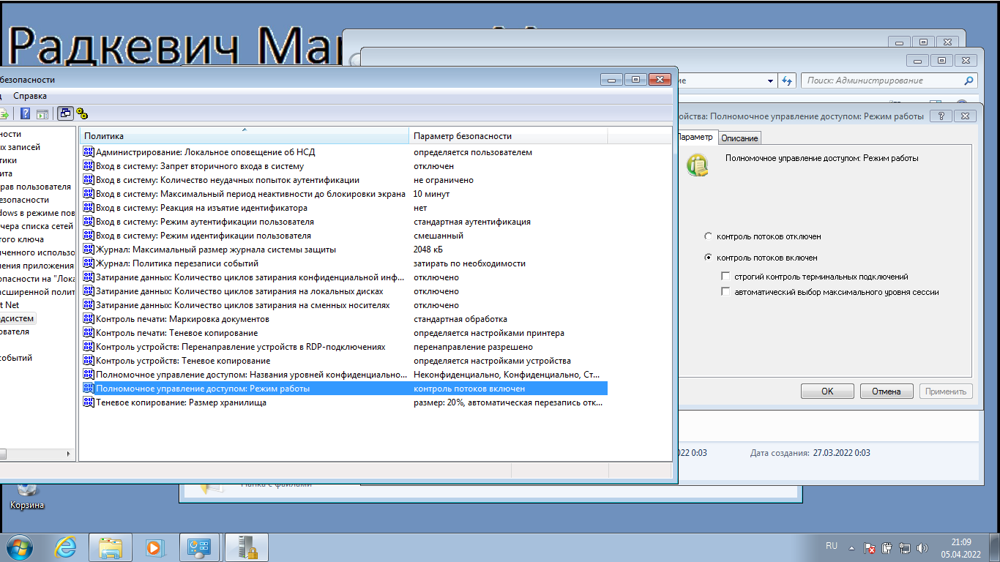 Радкевич Мар
безопасности
Справка
Поиск: Администрирование
Политика
Параметр безопасности
Администрирование: Локальное оповещение об НСД определяется пользователем
Вход в систему: Запрет вторичного входа в систему отключен
Вход в систему: Количество неудачных попыток аутентификации не ограничено
Вход в систему: Максимальный период неактивности до блокировки экрана 10 минут
Вход в систему: Реакция на изъятие идентификатора нет
Вход в систему: Режим аутентификации пользователя стандартная аутентификация
Вход в систему: Режим идентификации пользователя смешанный
Журнал: Максимальный размер журнала системы защиты 2048 кБ
Журнал: Политика перезаписи событий затирать по необходимости
Затирание данных: Количество циклов затирания конфиденциальной инф... отключено
Затирание данных: Количество циклов затирания на локальных дисках отключено
Затирание данных: Количество циклов затирания на сменных носителях отключено
Контроль печати: Маркировка документов стандартная обработка
Контроль печати: Теневое копирование определяется настройками принтера
Контроль устройств: Перенаправление устройств в RDP-подключениях перенаправление разрешено
Контроль устройств: Теневое копирование определяется настройками устройства
Полномочное управление доступом: Названия уровней конфиденциально... Неконфиденциально, Конфиденциально, Ст...
Полномочное управление доступом: Режим работы контроль потоков включен
Теневое копирование: Размер хранилища размер: 20%, автоматическая перезапись отк...
ности
ых записей
тики
ита
рав пользователя
езопасности
dows в режиме пов
чера списка сетей
того ключа
иченного использо
ления приложения
опасности на "Лока
асширенной полит
t Net
дсистем
ователя
событий
ойства: Полномочное управление доступом: Режим работы
Параметр
Описание
Полномочное управление доступом: Режим работы
контроль потоков отключен
контроль потоков включен
строгий контроль терминальных подключений
автоматический выбор максимального уровня сессии
OK
Отмена
Применить
022 0:03
Дата создания: 27.03.2022 0:03
Корзина
RU
21:09
05.04.2022